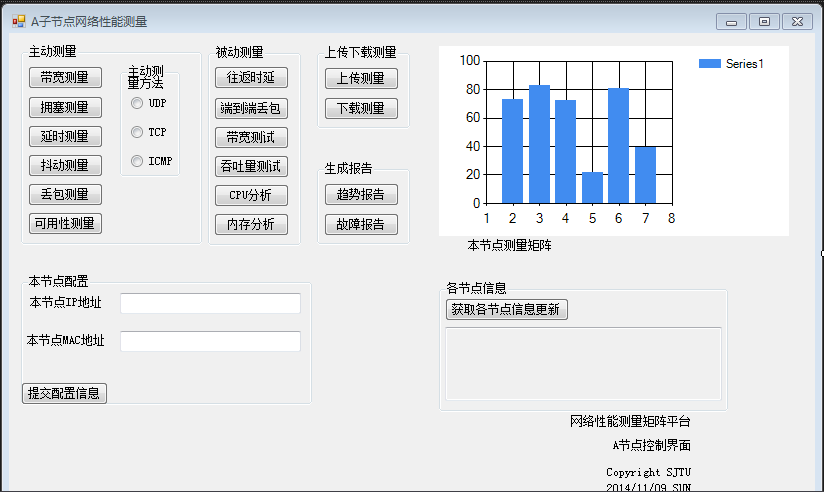 A子节点网络性能测量
主动测量
带宽测量
拥塞测量
延时测量
抖动测量
丢包测量
可用性测量
主动测
量方法
UDP
TCP
ICMP
被动测量
往返时延
端到端丢包
带宽测试
吞吐量测试
CPU分析
内存分析
上传下载测量
上传测量
下载测量
生成报告
趋势报告
故障报告
100
80
60
40
20
0
1 2 3 4 5 6 7 8
Series1
本节点测量矩阵
本节点配置
本节点IP地址
本节点MAC地址
提交配置信息
各节点信息
获取各节点信息更新
网络性能测量矩阵平台
A节点控制界面
Copyright SJTU
2014/11/09 SUN